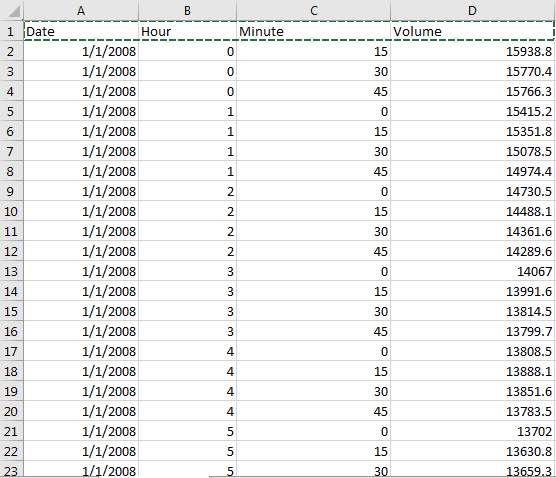 A B C D
1 Date Hour Minute Volume
2 1/1/2008 0 15 15938.8
3 1/1/2008 0 30 15770.4
4 1/1/2008 0 45 15766.3
5 1/1/2008 1 0 15415.2
6 1/1/2008 1 15 15351.8
7 1/1/2008 1 30 15078.5
8 1/1/2008 1 45 14974.4
9 1/1/2008 2 0 14730.5
10 1/1/2008 2 15 14488.1
11 1/1/2008 2 30 14361.6
12 1/1/2008 2 45 14289.6
13 1/1/2008 3 0 14067
14 1/1/2008 3 15 13991.6
15 1/1/2008 3 30 13814.5
16 1/1/2008 3 45 13799.7
17 1/1/2008 4 0 13808.5
18 1/1/2008 4 15 13888.1
19 1/1/2008 4 30 13851.6
20 1/1/2008 4 45 13783.5
21 1/1/2008 5 0 13702
22 1/1/2008 5 15 13630.8
23 1/1/2008 5 30 13659.3